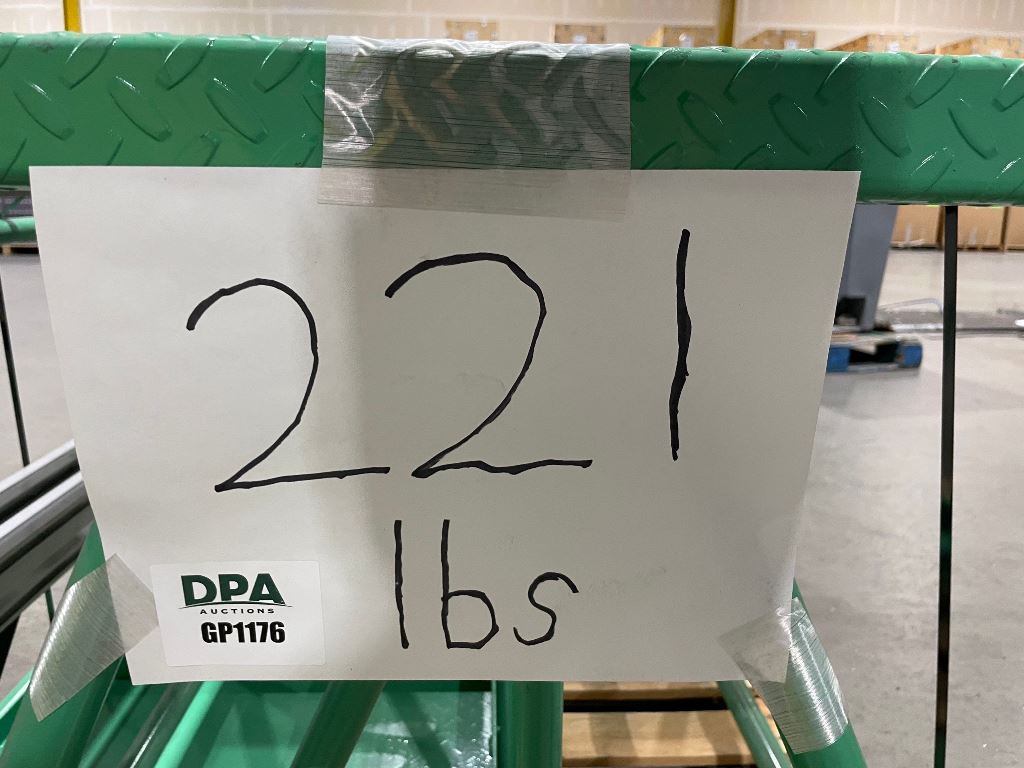 221
lbs
DPA
AUCTIONS
GP1176